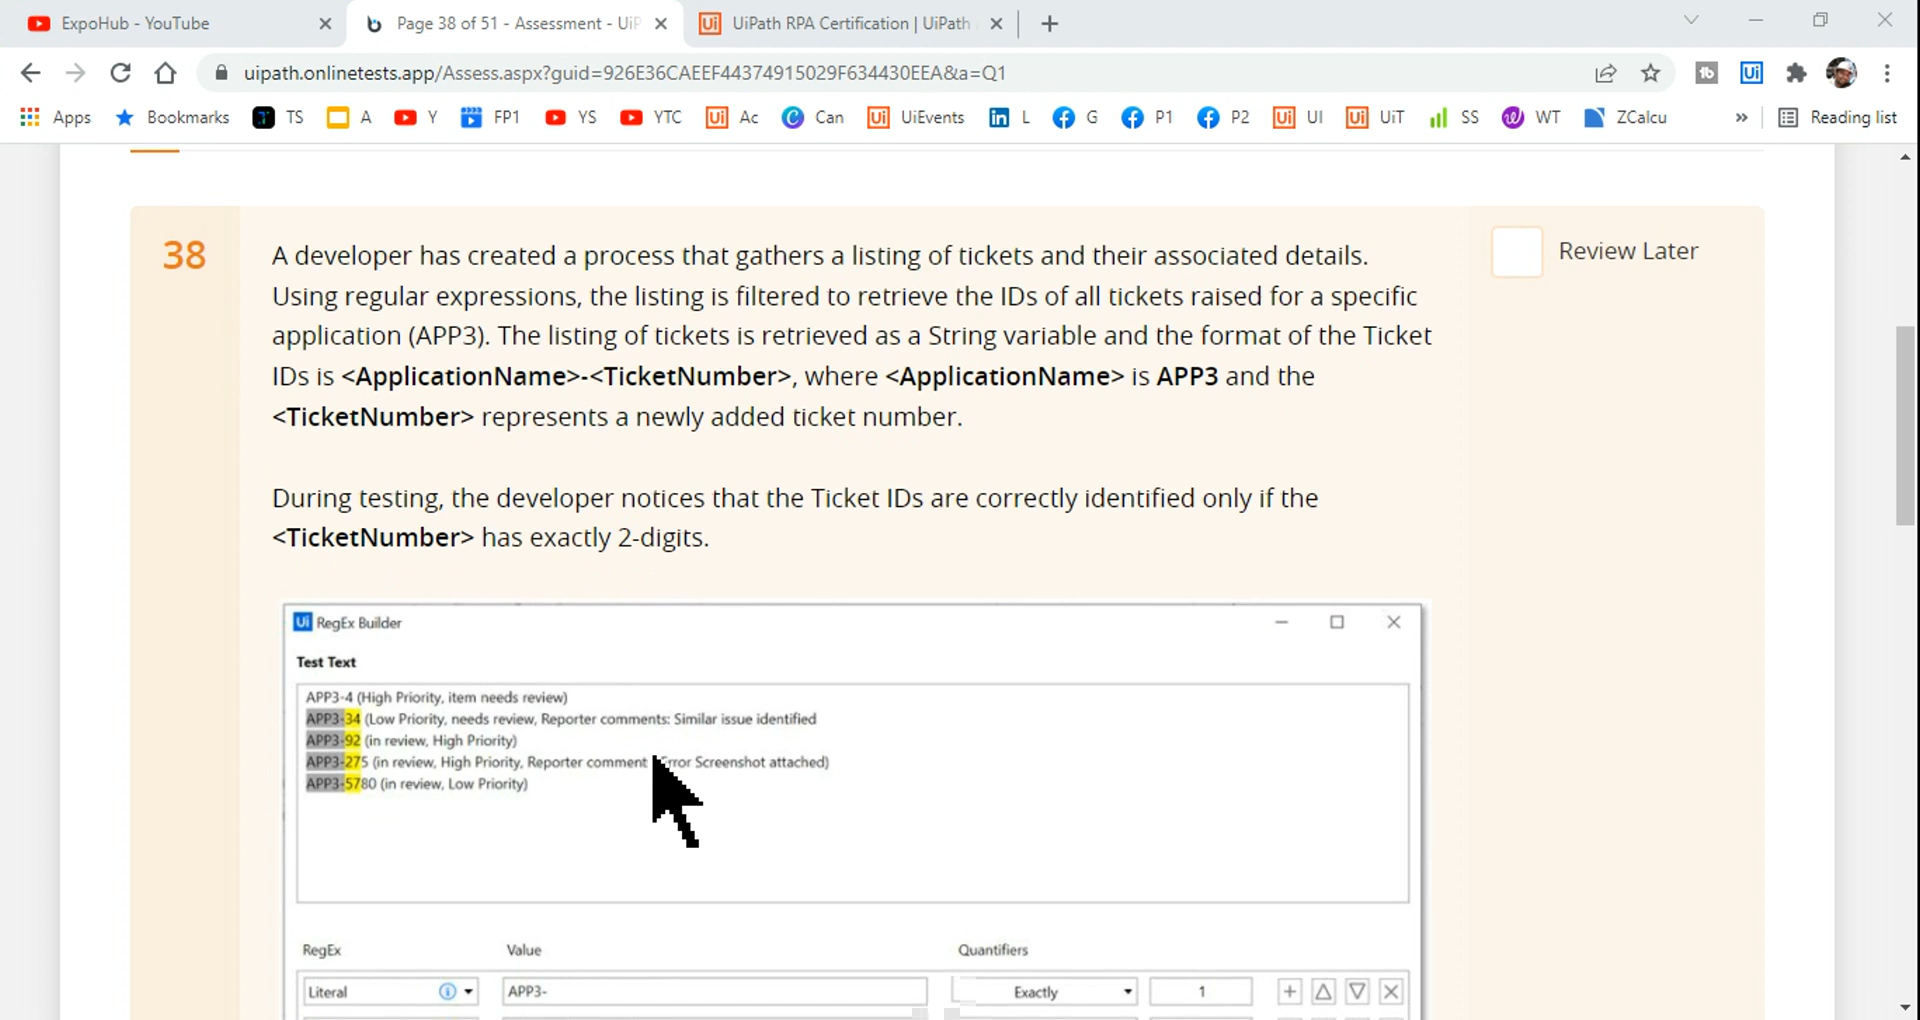 ExpoHub - YouTube
Page 38 of 51 - Assessment - UiP
UiPath RPA Certification | UiPath
uipath.onlinetests.app/Assess.aspx?guid=926E36CAEEF44374915029F634430EEA&a=Q1
Apps Bookmarks TS A Y FP1 YS YTC Ac Can UiEvents L G P1 P2 UI UiT SS WT ZCalcu » Reading list
38
A developer has created a process that gathers a listing of tickets and their associated details.
Using regular expressions, the listing is filtered to retrieve the IDs of all tickets raised for a specific
application (APP3). The listing of tickets is retrieved as a String variable and the format of the Ticket
IDs is <ApplicationName>-<TicketNumber>, where <ApplicationName> is APP3 and the
<TicketNumber> represents a newly added ticket number.
Review Later
During testing, the developer notices that the Ticket IDs are correctly identified only if the
<TicketNumber> has exactly 2-digits.
Ui RegEx Builder
Test Text
APP3-4 (High Priority, item needs review)
APP3-34 (Low Priority, needs review, Reporter comments: Similar issue identified
APP3-92 (in review, High Priority)
APP3-275 (in review, High Priority, Reporter comment Error Screenshot attached)
APP3-5780 (in review, Low Priority)
RegEx Value Quantifiers
Literal APP3- Exactly 1